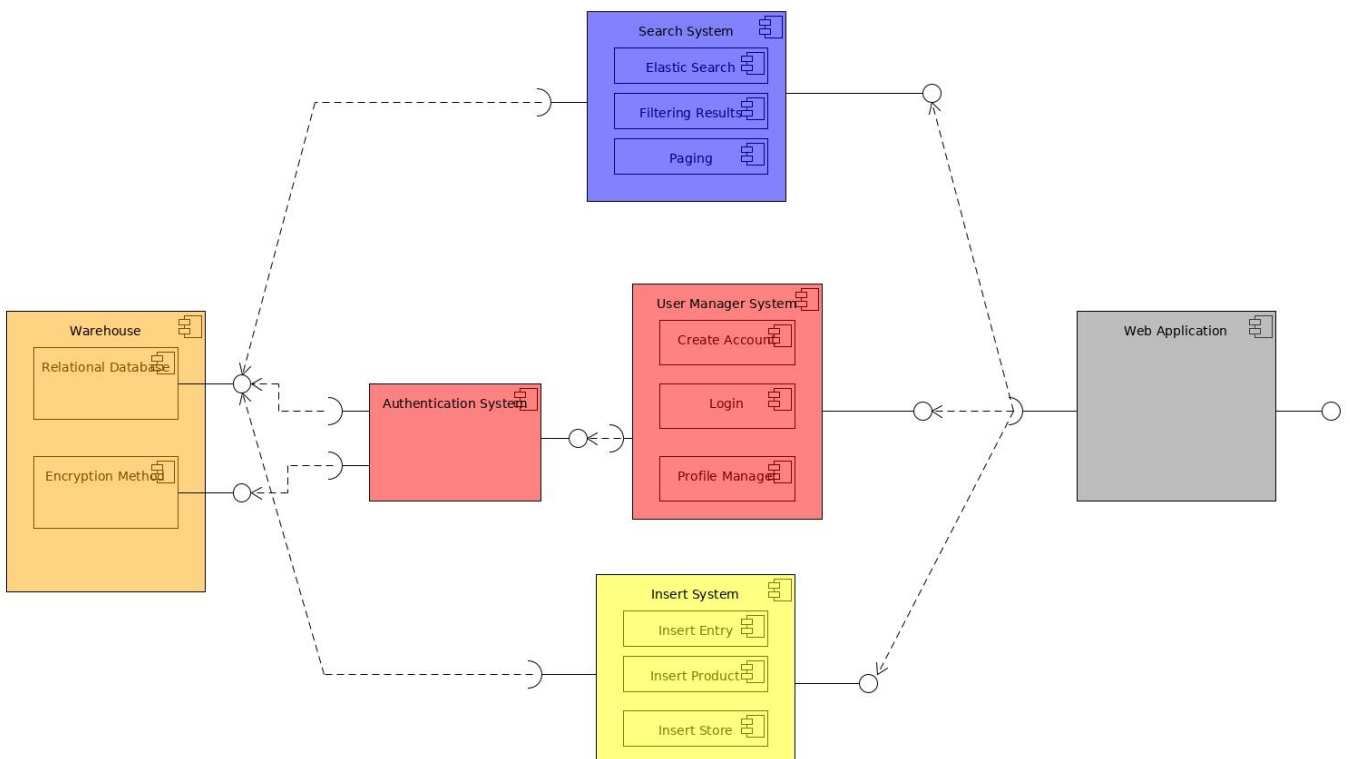 Search System
Elastic Search
Filtering Results
Paging
Warehouse
Relational Database
Encryption Method
Authentication System
User Manager System
Create Account
Login
Profile Manager
Web Application
Insert System
Insert Entry
Insert Product
Insert Store